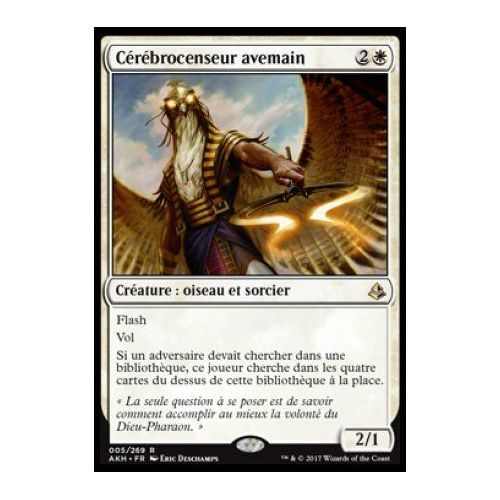 Cérébrocenseur avemain 2
Créature : oiseau et sorcier
Flash
Vol
Si un adversaire devait chercher dans une
bibliothèque, ce joueur cherche dans les quatre
cartes du dessus de cette bibliothèque à la place.
« La seule question à se poser est de savoir
comment accomplir au mieux la volonté du
Dieu-Pharaon. »
2/1
005/269 R
AKH • FR Eric Deschamps
™ & © 2017 Wizards of the Coast